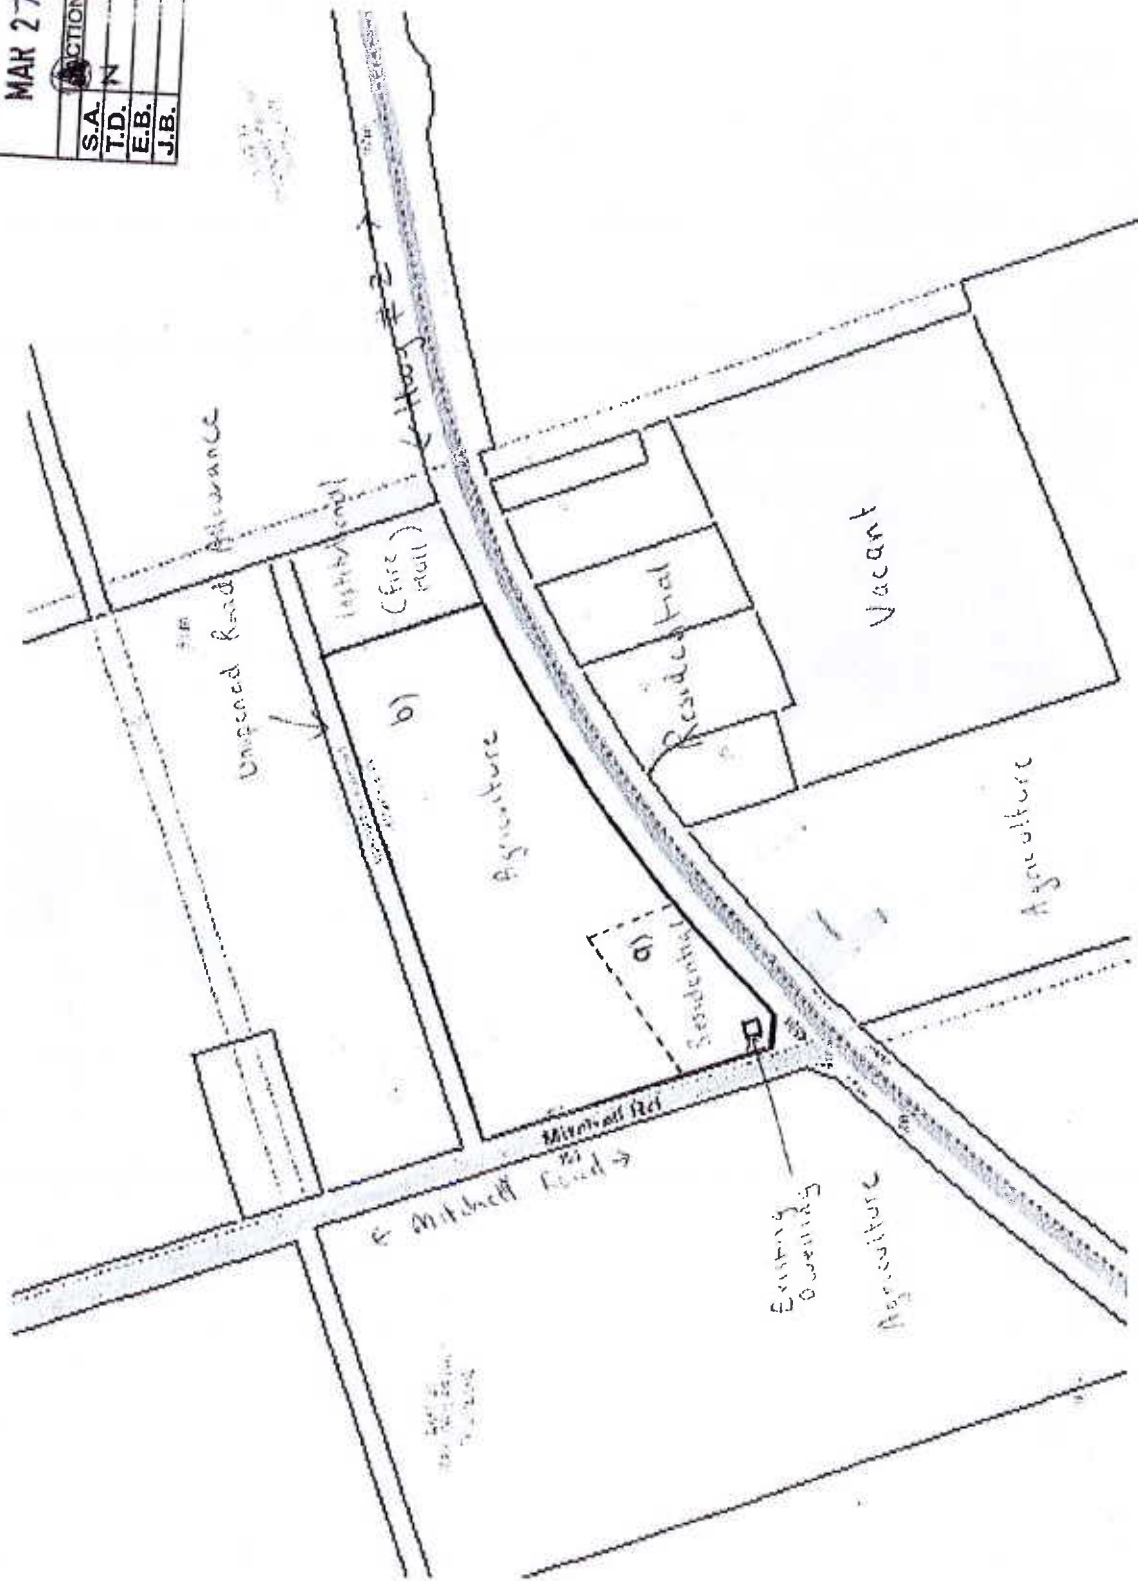 MAR 27
ACTION
S.A.
T.D. N
E.B.
J.B.
← Hwy #2 →
Unopened Road Allowance
Institutional
(Fire
Hall)
b)
Agriculture
a)
Residential
Residential
Vacant
Agriculture
Mitchell Rd
← Mitchell Road →
Existing
Dwelling
Agriculture